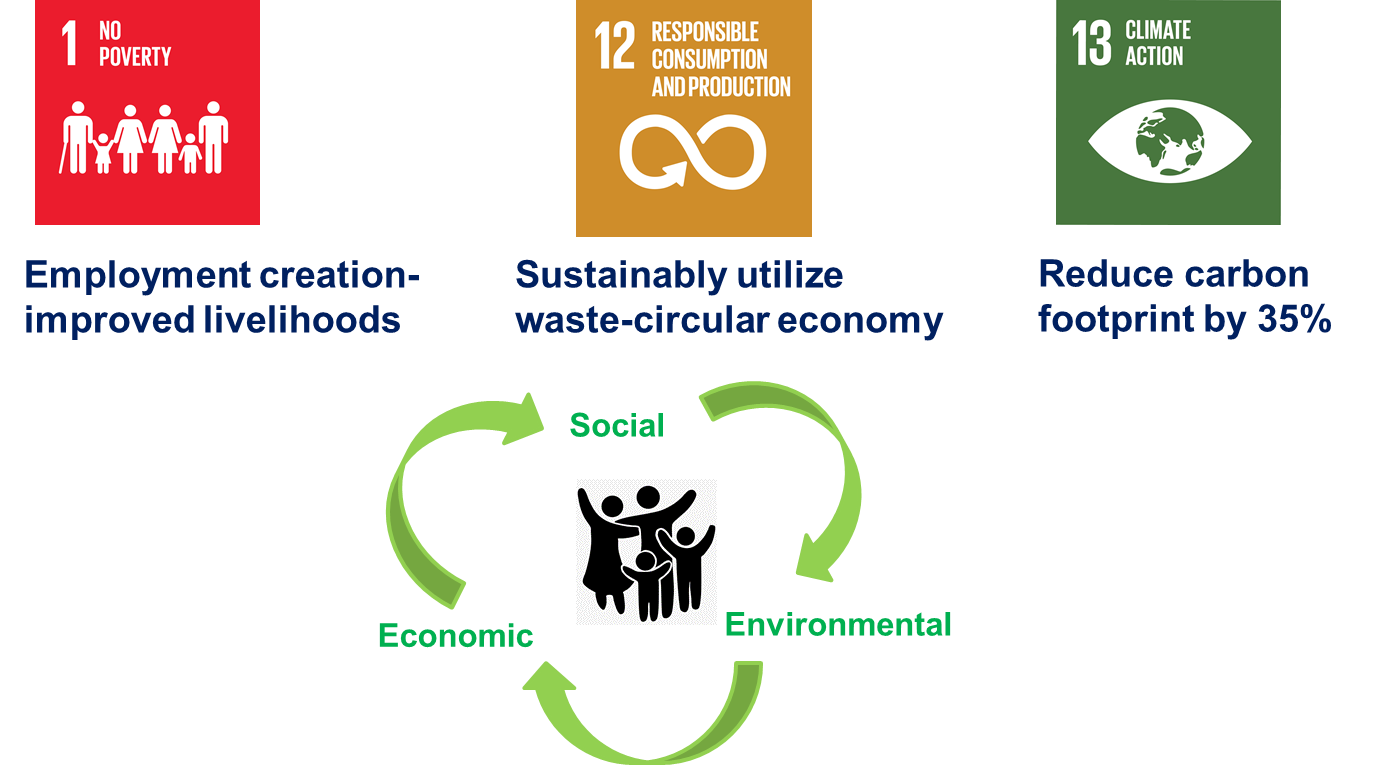 1 NO
POVERTY
12 RESPONSIBLE
CONSUMPTION
AND PRODUCTION
13 CLIMATE
ACTION
Employment creation-
improved livelihoods
Sustainably utilize
waste-circular economy
Reduce carbon
footprint by 35%
Social
Environmental
Economic